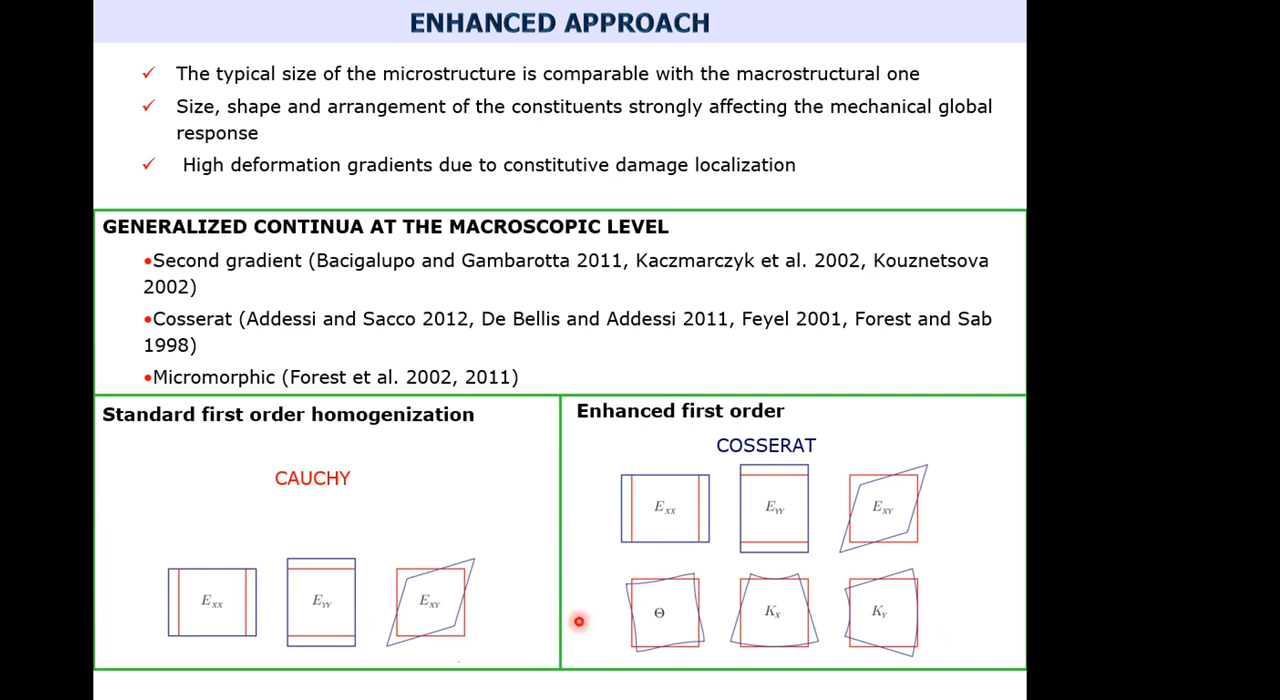 ENHANCED APPROACH
✓ The typical size of the microstructure is comparable with the macrostructural one
✓ Size, shape and arrangement of the constituents strongly affecting the mechanical global
response
✓ High deformation gradients due to constitutive damage localization
GENERALIZED CONTINUA AT THE MACROSCOPIC LEVEL
•Second gradient (Bacigalupo and Gambarotta 2011, Kaczmarczyk et al. 2002, Kouznetsova
2002)
•Cosserat (Addessi and Sacco 2012, De Bellis and Addessi 2011, Feyel 2001, Forest and Sab
1998)
•Micromorphic (Forest et al. 2002, 2011)
Standard first order homogenization
CAUCHY
E_XX E_YY E_XY
Enhanced first order
COSSERAT
E_XX E_YY E_XY
Θ K_X K_Y